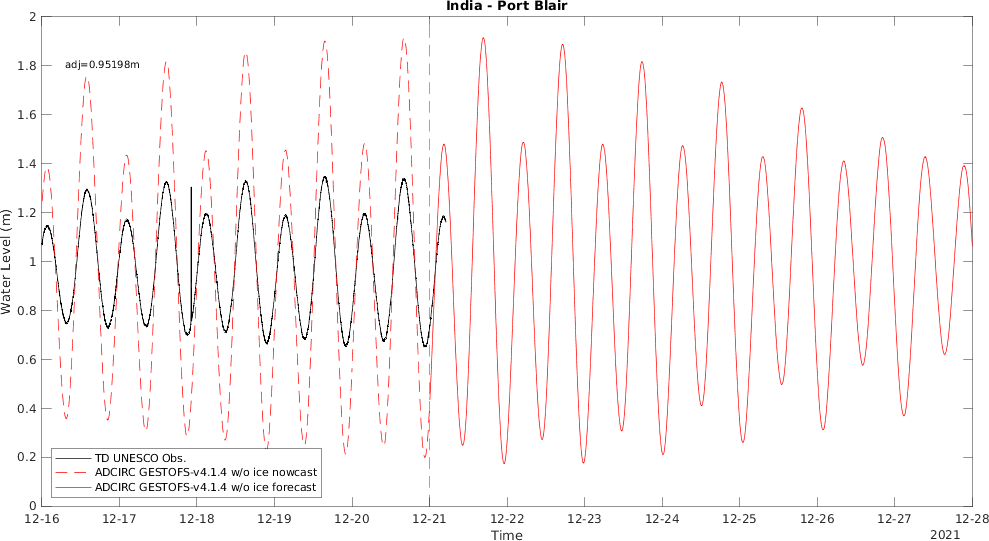 India - Port Blair
2
1.8
1.6
1.4
1.2
1
0.8
0.6
0.4
0.2
0
Water Level (m)
adj=0.95198m
TD UNESCO Obs.
ADCIRC GESTOFS-v4.1.4 w/o ice nowcast
ADCIRC GESTOFS-v4.1.4 w/o ice forecast
12-16 12-17 12-18 12-19 12-20 12-21 12-22 12-23 12-24 12-25 12-26 12-27 12-28
Time
2021